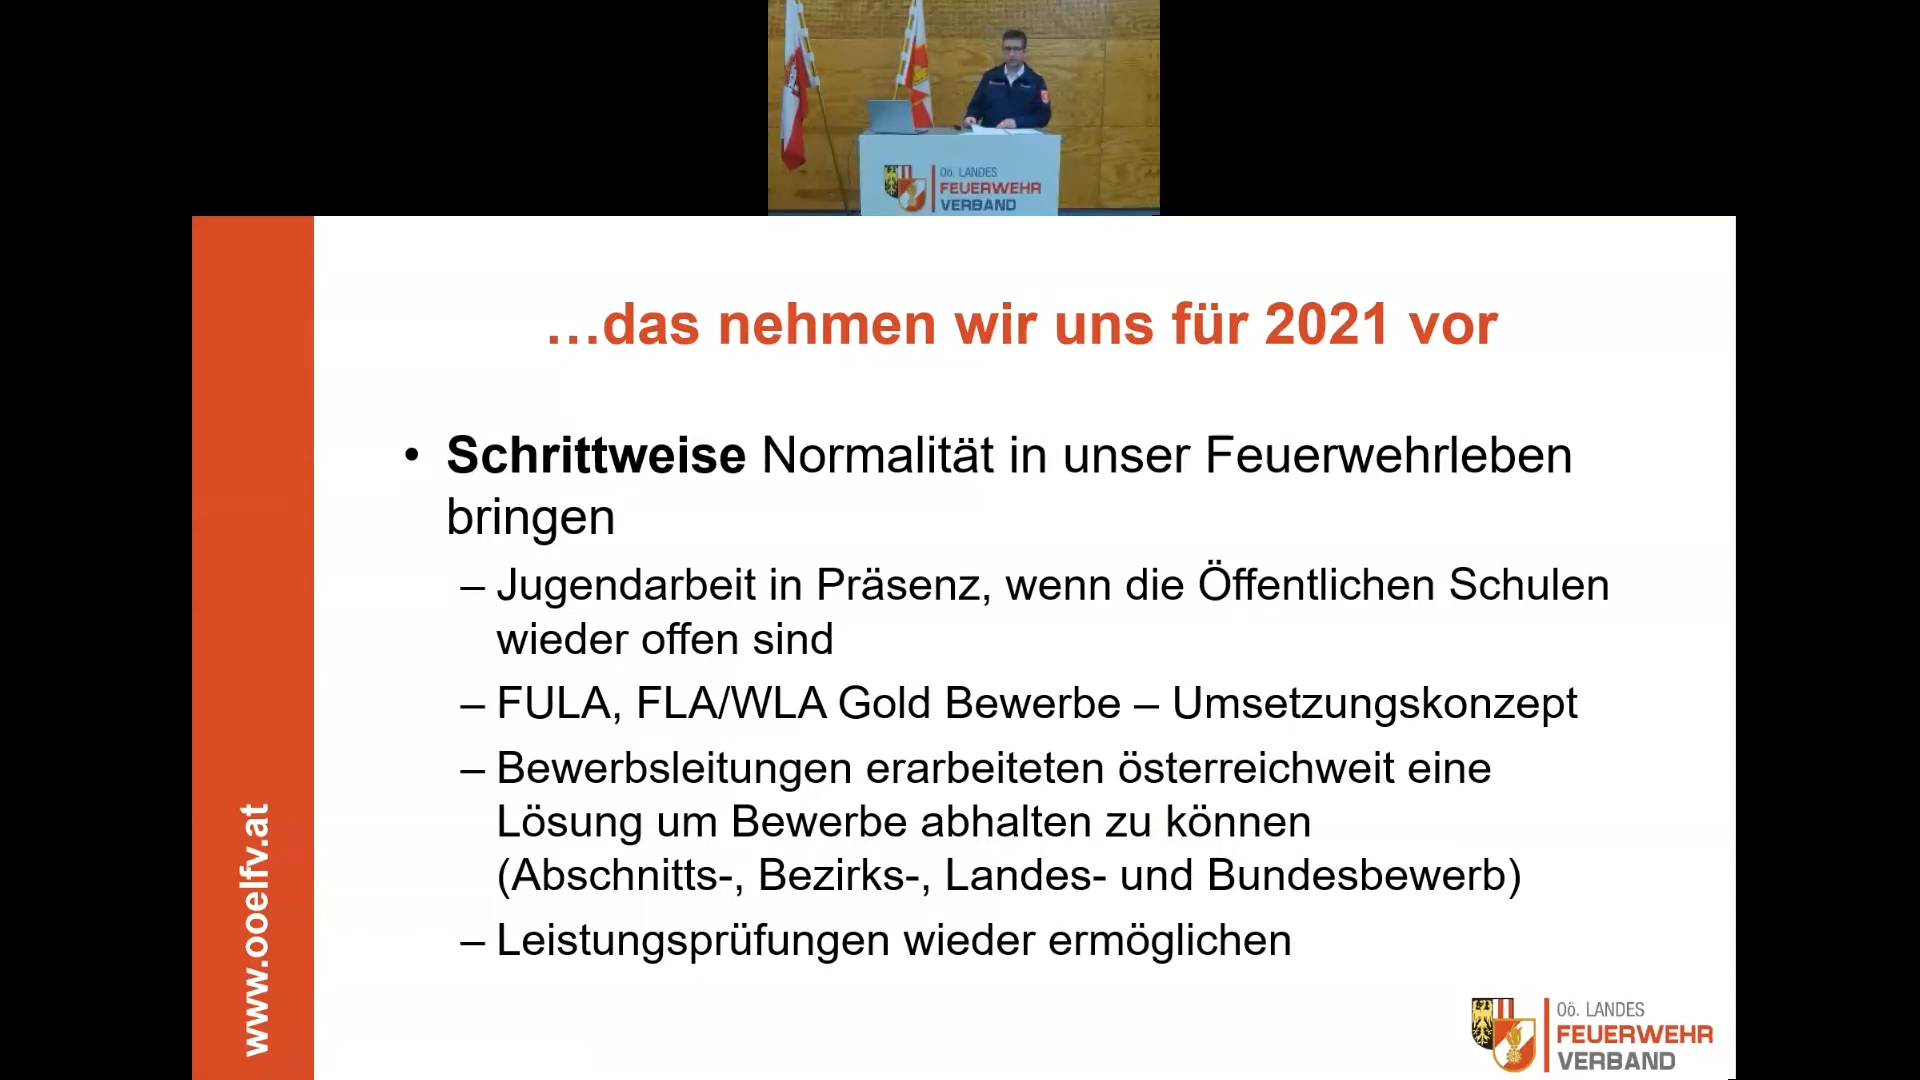 Oö. LANDES
FEUERWEHR
VERBAND
…das nehmen wir uns für 2021 vor
• Schrittweise Normalität in unser Feuerwehrleben
bringen
– Jugendarbeit in Präsenz, wenn die Öffentlichen Schulen
wieder offen sind
– FULA, FLA/WLA Gold Bewerbe – Umsetzungskonzept
– Bewerbsleitungen erarbeiteten österreichweit eine
Lösung um Bewerbe abhalten zu können
(Abschnitts-, Bezirks-, Landes- und Bundesbewerb)
– Leistungsprüfungen wieder ermöglichen
www.ooelfv.at
Oö. LANDES
FEUERWEHR
VERBAND